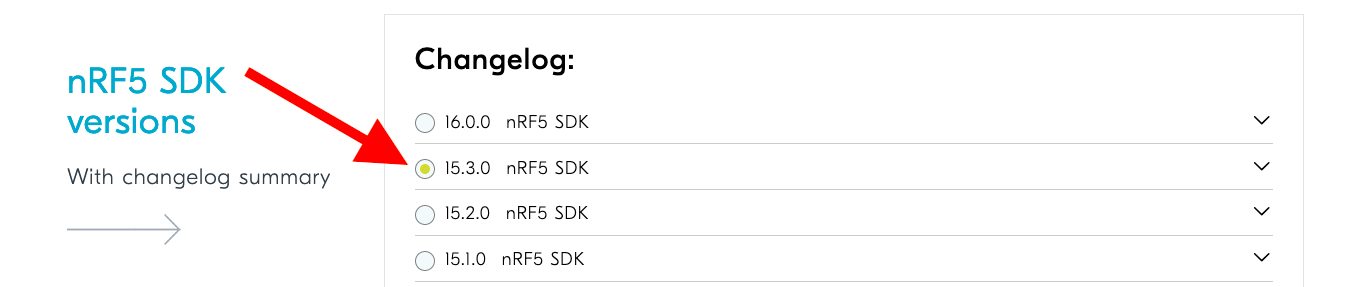 nRF5 SDK
versions
With changelog summary
Changelog:
16.0.0 nRF5 SDK
15.3.0 nRF5 SDK
15.2.0 nRF5 SDK
15.1.0 nRF5 SDK